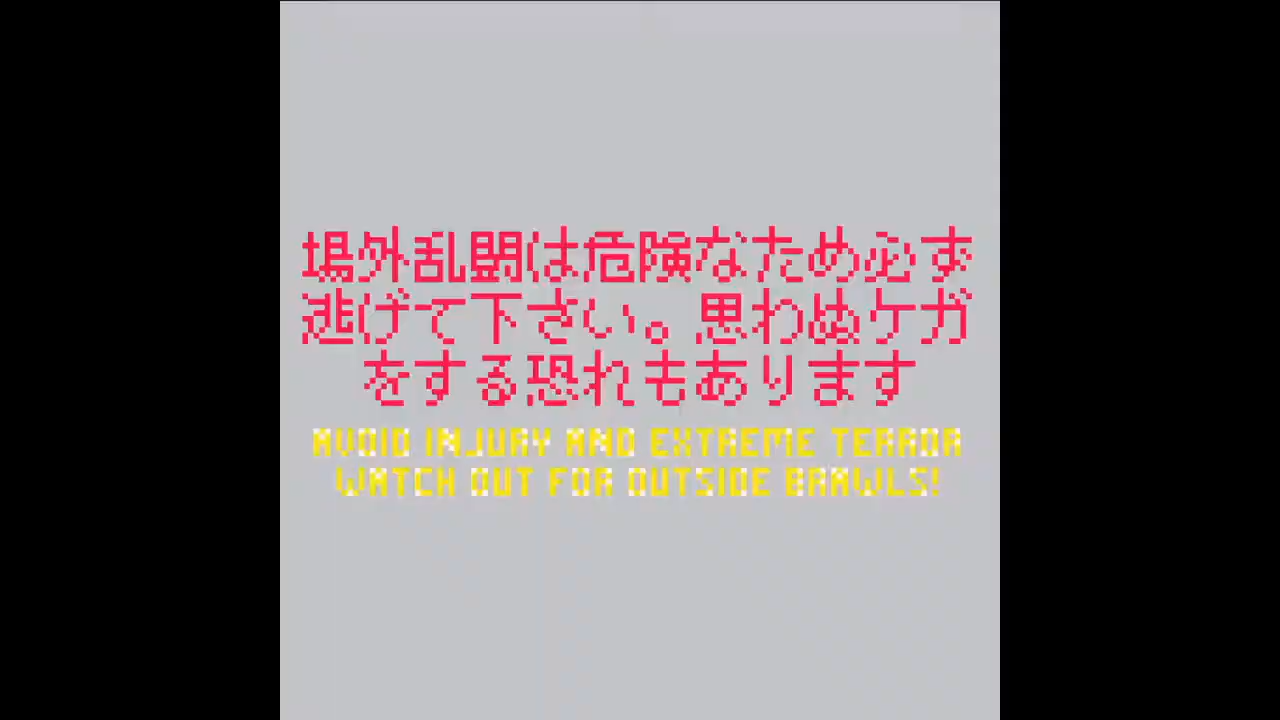 場外乱闘は危険なため必ず
逃げて下さい。思わぬケガ
をする恐れもあります
AVOID INJURY AND EXTREME TERROR
WATCH OUT FOR OUTSIDE BRAWLS!